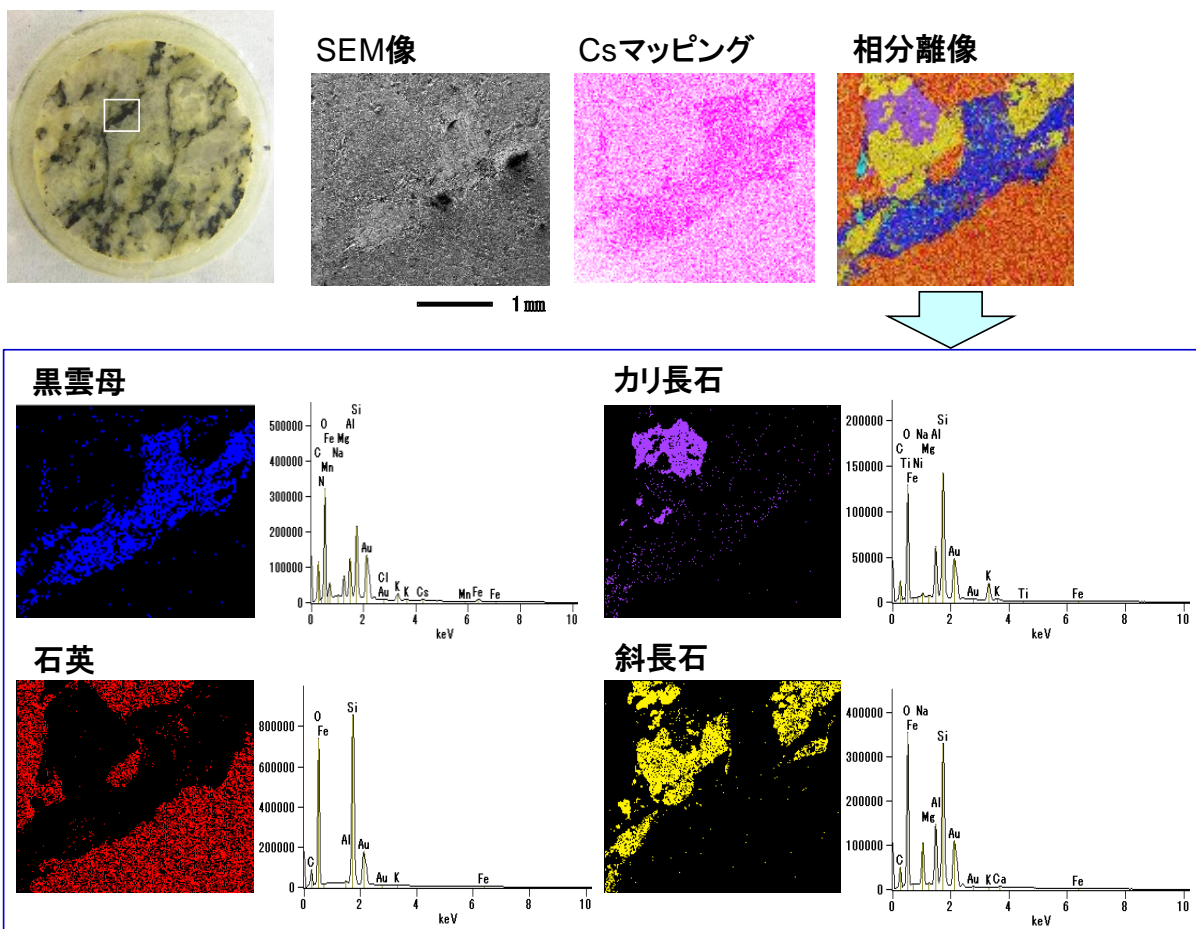 SEM像
Csマッピング
相分離像
1mm
黒雲母
500000
400000
300000
200000
100000
0
C
O
Fe
Mn
N
Mg
Na
Al
Si
Au
Cl
Au
K
K
Cs
Mn
Fe
Fe
0 2 4 6 8 10
keV
カリ長石
200000
150000
100000
50000
0
C
O Na Al
Ti Ni
Fe
Mg
Si
Au
Au
K
K
Ti
Fe
0 2 4 6 8 10
keV
石英
800000
600000
400000
200000
0
C
O
Fe
Al
Si
Au
Au K
Fe
0 2 4 6 8 10
keV
斜長石
400000
300000
200000
100000
0
C
O Na
Fe
Mg
Al
Si
Au
Au K Ca
Fe
0 2 4 6 8 10
keV